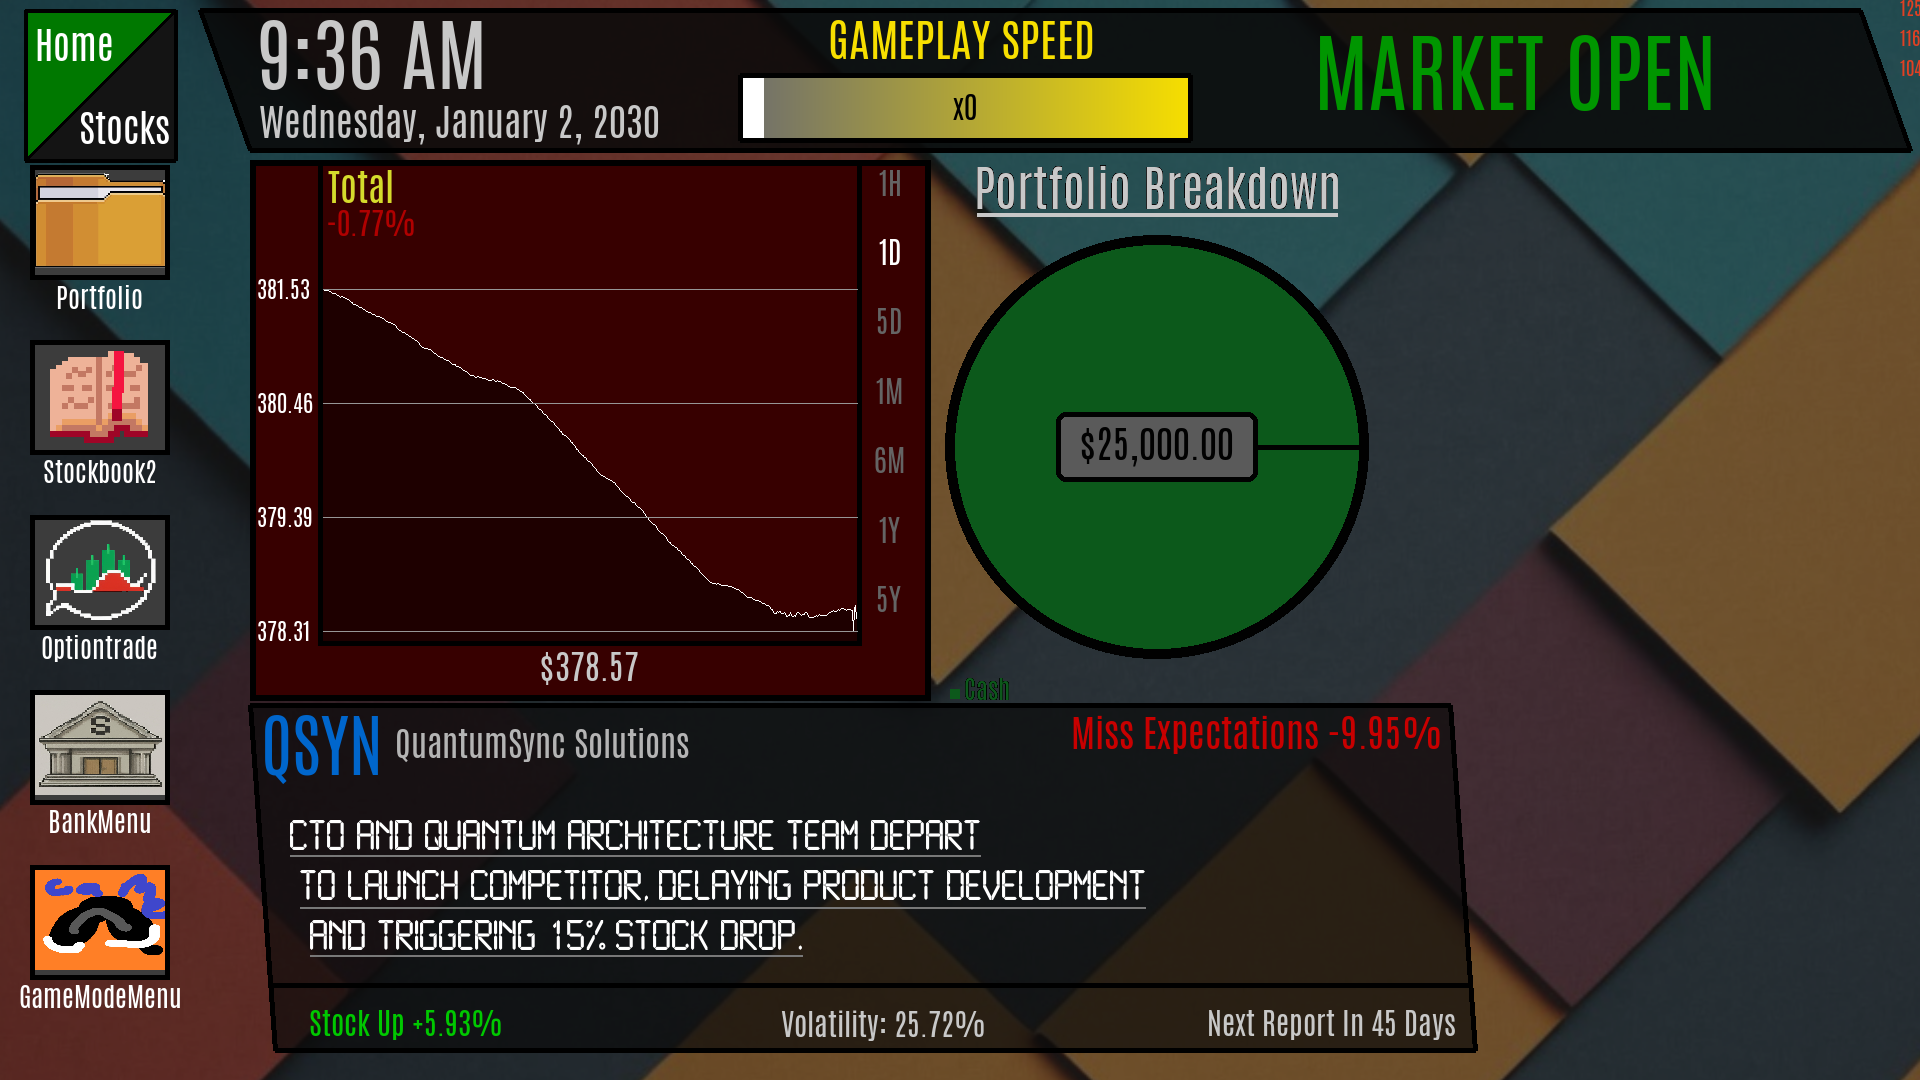 Home
Stocks
Portfolio
Stockbook2
Optiontrade
BankMenu
GameModeMenu
9:36 AM
Wednesday, January 2, 2030
GAMEPLAY SPEED
x0
MARKET OPEN
125
116
104
Total
-0.77%
381.53
380.46
379.39
378.31
$378.57
1H
1D
5D
1M
6M
1Y
5Y
Portfolio Breakdown
$25,000.00
Cash
QSYN QuantumSync Solutions
Miss Expectations -9.95%
CTO AND QUANTUM ARCHITECTURE TEAM DEPART
TO LAUNCH COMPETITOR, DELAYING PRODUCT DEVELOPMENT
AND TRIGGERING 15% STOCK DROP.
Stock Up +5.93%
Volatility: 25.72%
Next Report In 45 Days